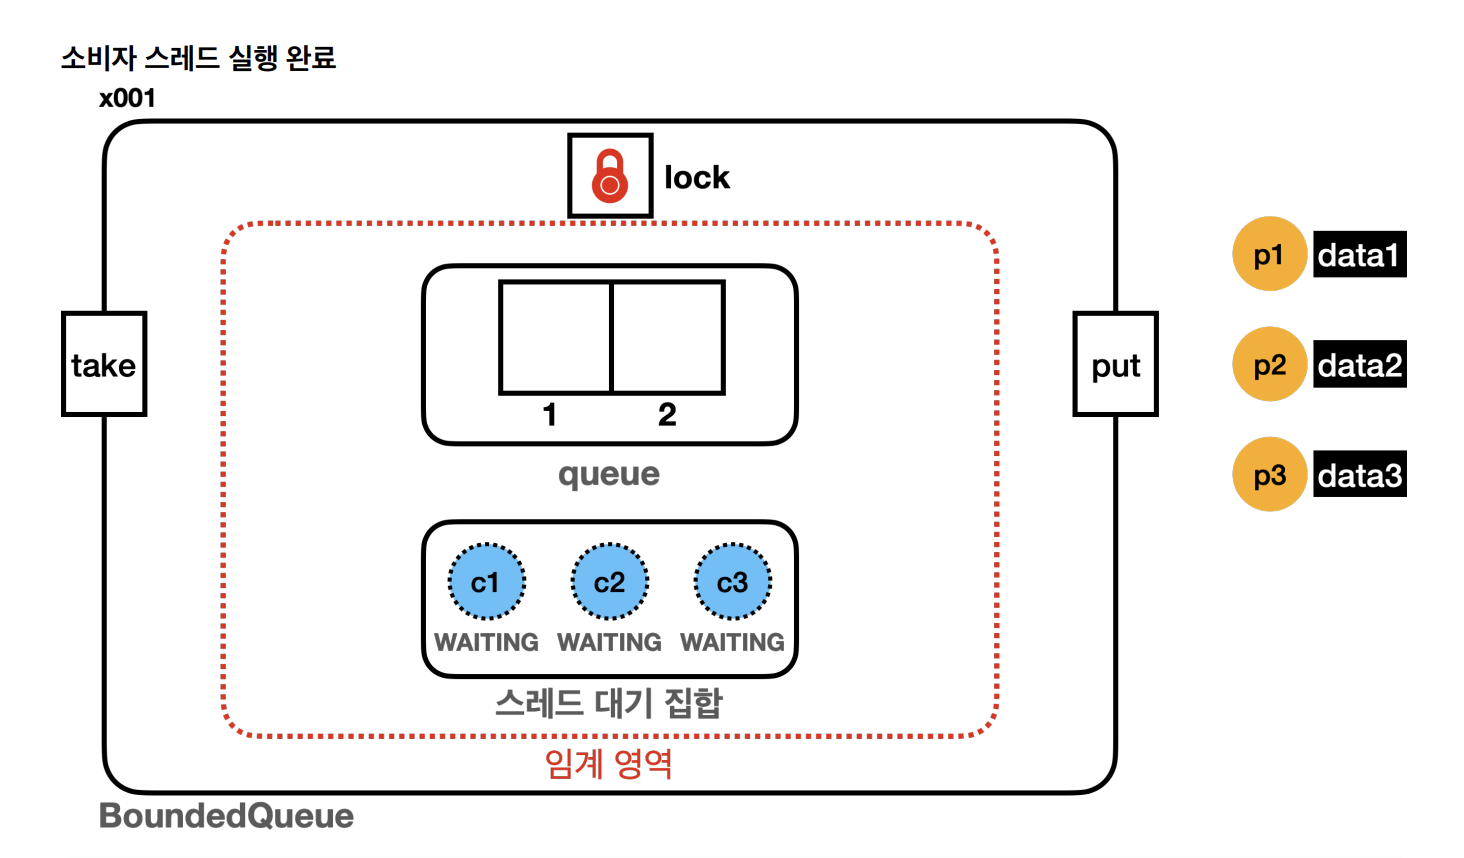 소비자 스레드 실행 완료
x001
lock
p1 data1
take
put
p2 data2
1 2
queue
p3 data3
c1 c2 c3
WAITING WAITING WAITING
스레드 대기 집합
임계 영역
BoundedQueue